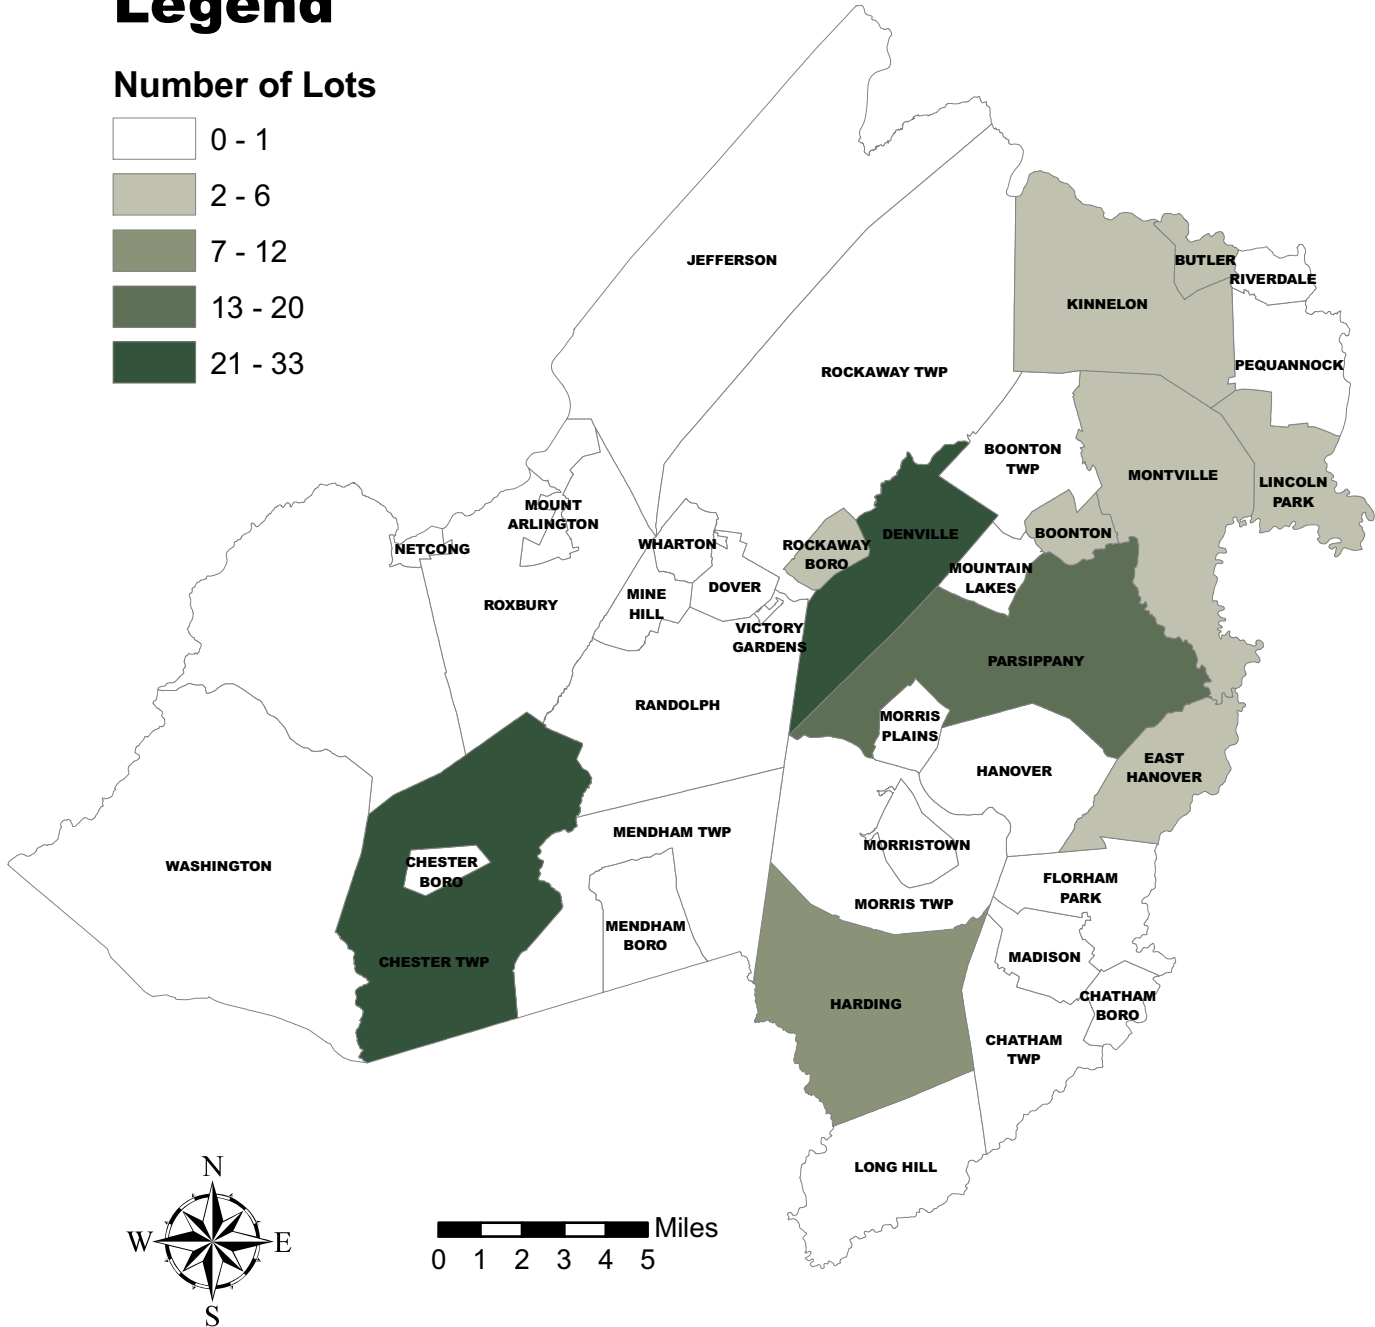 Legend
Number of Lots
0 - 1
2 - 6
7 - 12
13 - 20
21 - 33
JEFFERSON
BUTLER
RIVERDALE
KINNELON
PEQUANNOCK
ROCKAWAY TWP
BOONTON
TWP
MONTVILLE
LINCOLN
PARK
MOUNT
ARLINGTON
NETCONG
WHARTON
ROCKAWAY
BORO
DENVILLE
BOONTON
MOUNTAIN
LAKES
ROXBURY
MINE
HILL
DOVER
VICTORY
GARDENS
PARSIPPANY
RANDOLPH
MORRIS
PLAINS
HANOVER
EAST
HANOVER
MENDHAM TWP
MORRISTOWN
WASHINGTON
CHESTER
BORO
FLORHAM
PARK
MORRIS TWP
MENDHAM
BORO
CHESTER TWP
MADISON
HARDING
CHATHAM
BORO
CHATHAM
TWP
LONG HILL
N
W
E
S
Miles
0 1 2 3 4 5